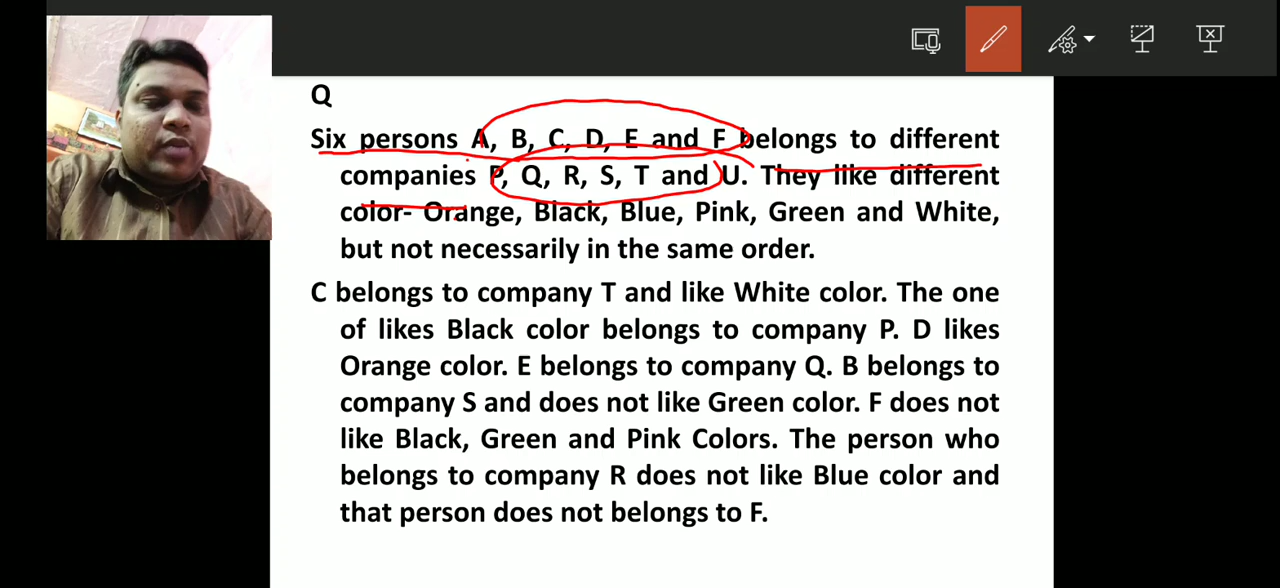 Q
Six persons A, B, C, D, E and F belongs to different
companies P, Q, R, S, T and U. They like different
color- Orange, Black, Blue, Pink, Green and White,
but not necessarily in the same order.
C belongs to company T and like White color. The one
of likes Black color belongs to company P. D likes
Orange color. E belongs to company Q. B belongs to
company S and does not like Green color. F does not
like Black, Green and Pink Colors. The person who
belongs to company R does not like Blue color and
that person does not belongs to F.